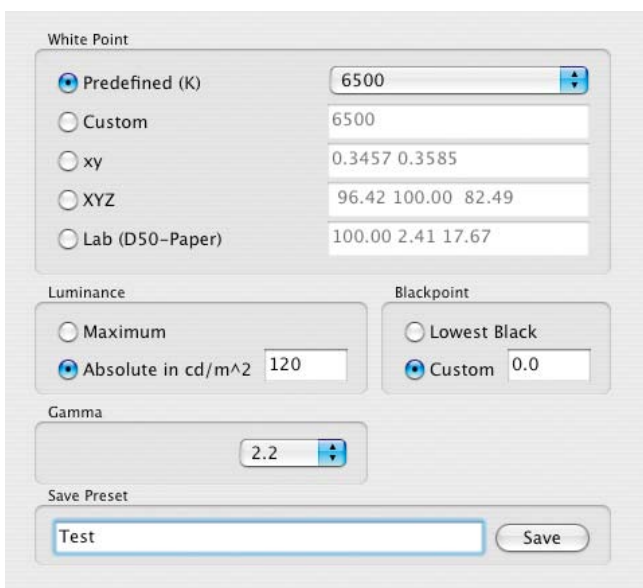 White Point
Predefined (K) 6500
Custom 6500
xy 0.3457 0.3585
XYZ 96.42 100.00 82.49
Lab (D50-Paper) 100.00 2.41 17.67
Luminance
Maximum
Absolute in cd/m^2 120
Blackpoint
Lowest Black
Custom 0.0
Gamma
2.2
Save Preset
Test Save